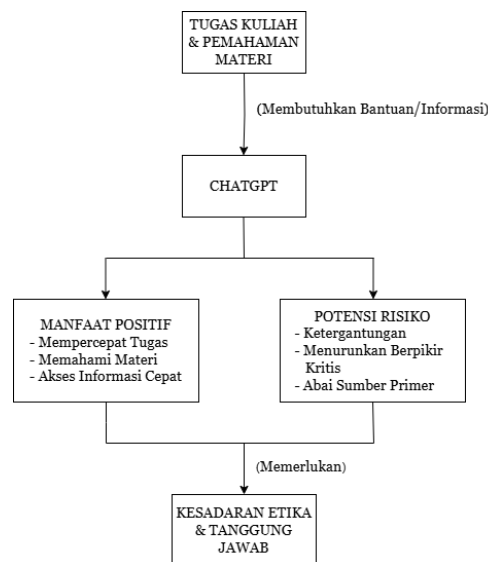 TUGAS KULIAH
& PEMAHAMAN
MATERI
(Membutuhkan Bantuan/Informasi)
CHATGPT
MANFAAT POSITIF
- Mempercepat Tugas
- Memahami Materi
- Akses Informasi Cepat
POTENSI RISIKO
- Ketergantungan
- Menurunkan Berpikir
Kritis
- Abai Sumber Primer
(Memerlukan)
KESADARAN ETIKA
& TANGGUNG
JAWAB